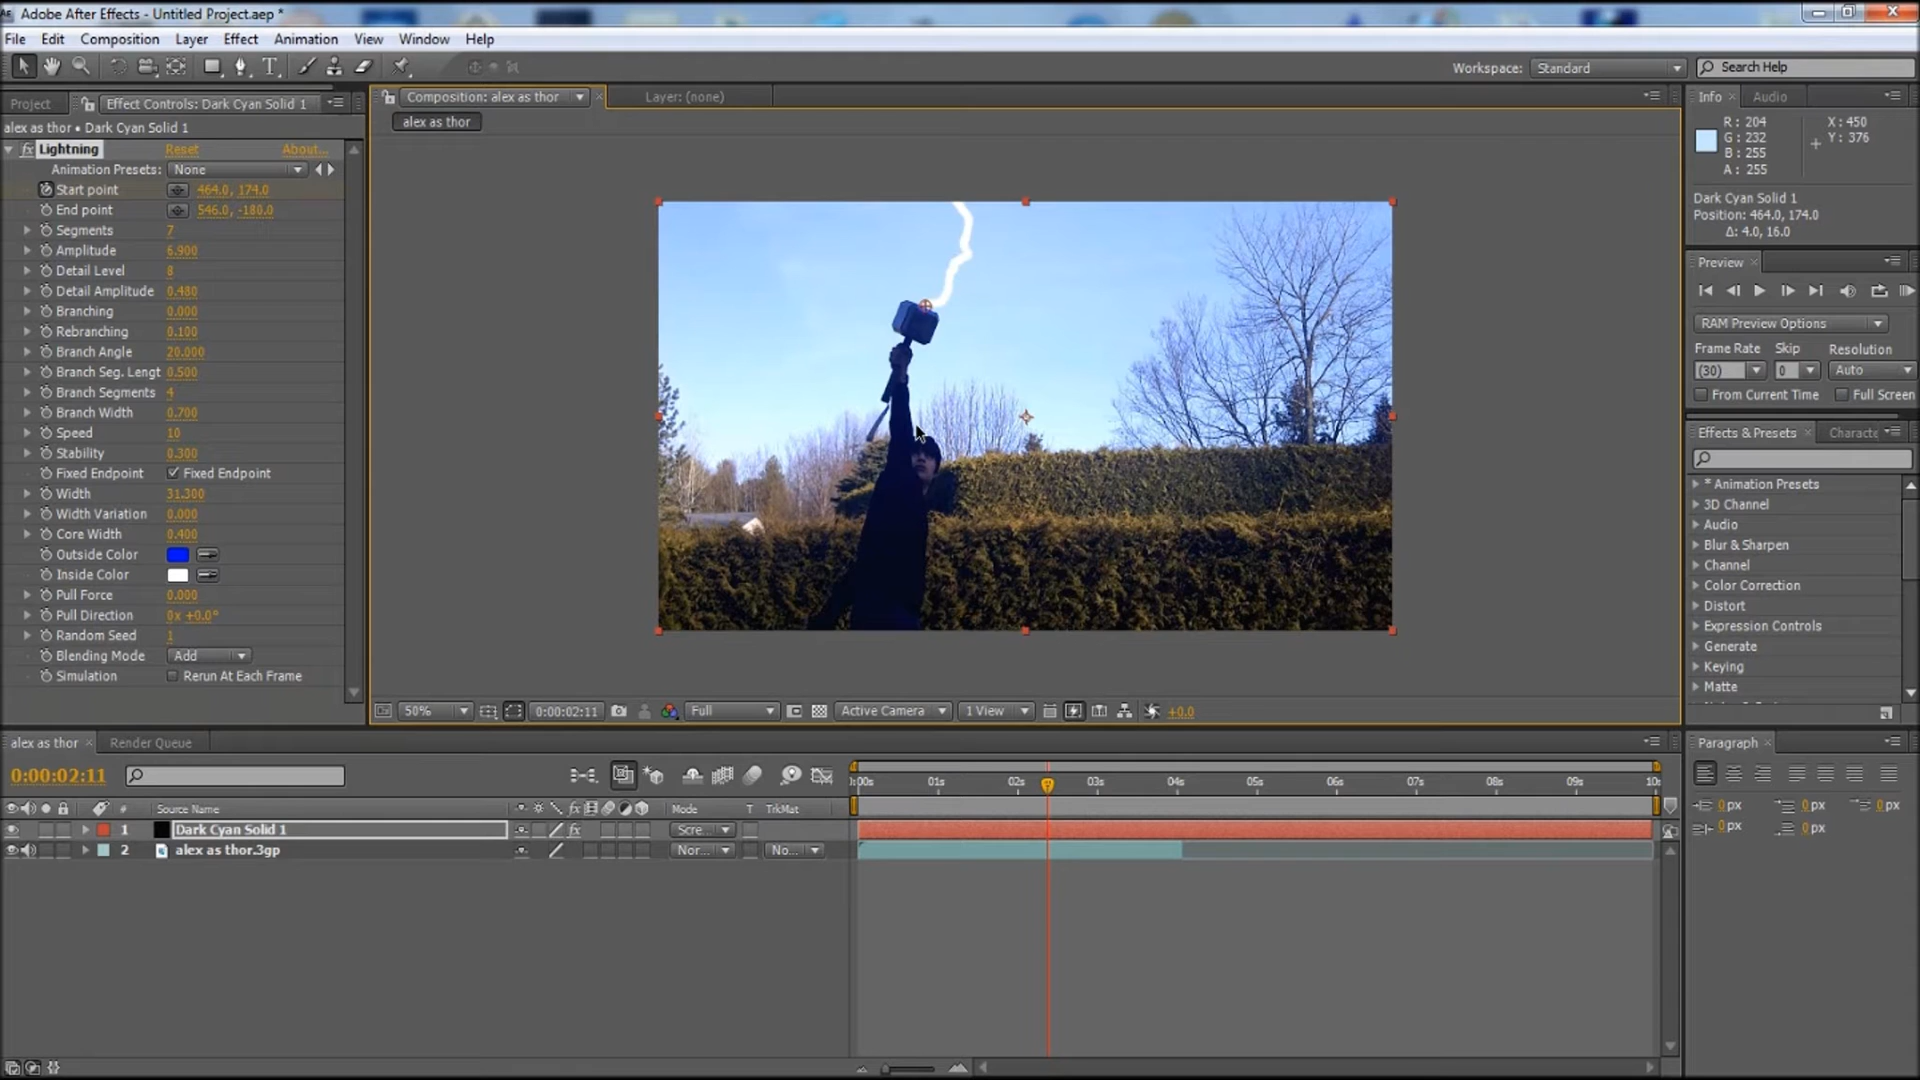 Adobe After Effects - Untitled Project.aep *
File Edit Composition Layer Effect Animation View Window Help
Workspace: Standard Search Help
Project Effect Controls: Dark Cyan Solid 1
alex as thor • Dark Cyan Solid 1
Lightning Reset About...
Animation Presets: None
Start point 464.0, 174.0
End point 546.0, -180.0
Segments 7
Amplitude 6.900
Detail Level 8
Detail Amplitude 0.480
Branching 0.000
Rebranching 0.100
Branch Angle 20.000
Branch Seg. Lengt 0.500
Branch Segments 4
Branch Width 0.700
Speed 10
Stability 0.300
Fixed Endpoint Fixed Endpoint
Width 31.300
Width Variation 0.000
Core Width 0.400
Outside Color
Inside Color
Pull Force 0.000
Pull Direction 0x +0.0°
Random Seed 1
Blending Mode Add
Simulation Rerun At Each Frame
Composition: alex as thor Layer: (none)
alex as thor
50% 0:00:02:11 Full Active Camera 1 View +0.0
Info Audio
R: 204 X: 450
G: 232 Y: 376
B: 255
A: 255
Dark Cyan Solid 1
Position: 464.0, 174.0
Δ: 4.0, 16.0
Preview
RAM Preview Options
Frame Rate Skip Resolution
(30) 0 Auto
From Current Time Full Screen
Effects & Presets Characte
* Animation Presets
3D Channel
Audio
Blur & Sharpen
Channel
Color Correction
Distort
Expression Controls
Generate
Keying
Matte
alex as thor Render Queue
0:00:02:11
# Source Name Mode T TrkMat
1 Dark Cyan Solid 1 Scre...
2 alex as thor.3gp Nor... No...
:00s 01s 02s 03s 04s 05s 06s 07s 08s 09s 10s
Paragraph
0 px 0 px 0 px
0 px 0 px